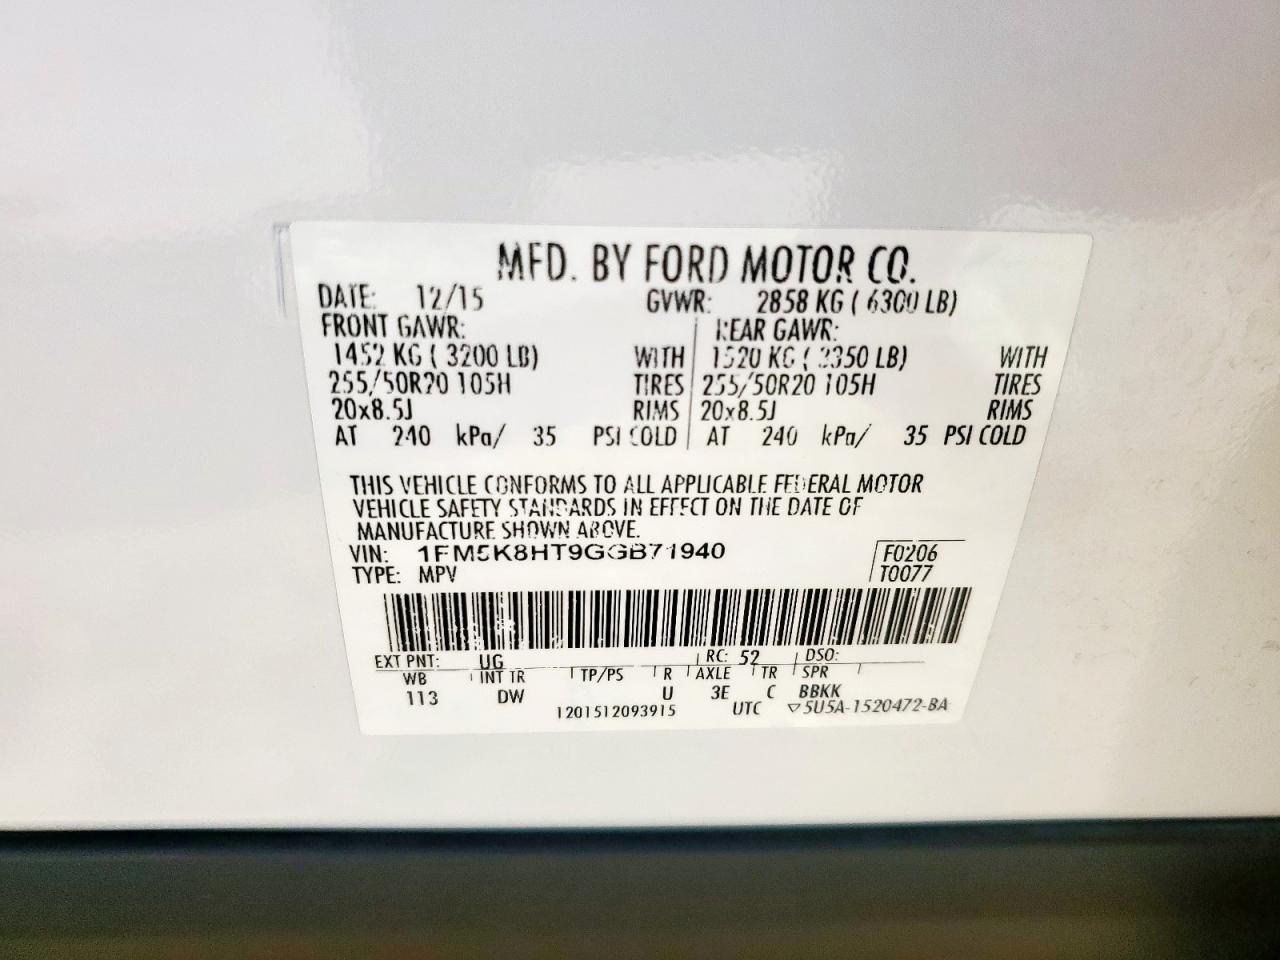 MFD. BY FORD MOTOR CO.
DATE: 12/15 GVWR: 2858 KG ( 6300 LB)
FRONT GAWR: REAR GAWR:
1452 KG ( 3200 LB) WITH 1520 KG ( 3350 LB) WITH
255/50R20 105H TIRES 255/50R20 105H TIRES
20x8.5J RIMS 20x8.5J RIMS
AT 240 kPa/ 35 PSI COLD AT 240 kPa/ 35 PSI COLD
THIS VEHICLE CONFORMS TO ALL APPLICABLE FEDERAL MOTOR
VEHICLE SAFETY STANDARDS IN EFFECT ON THE DATE OF
MANUFACTURE SHOWN ABOVE.
VIN: 1FM5K8HT9GGB71940 F0206
TYPE: MPV T0077
EXT PNT: UG RC: 52 DSO:
WB INT TR TP/PS R AXLE TR SPR
113 DW U 3E C BBKK
1201512093915 UTC ▽5U5A-1520472-BA